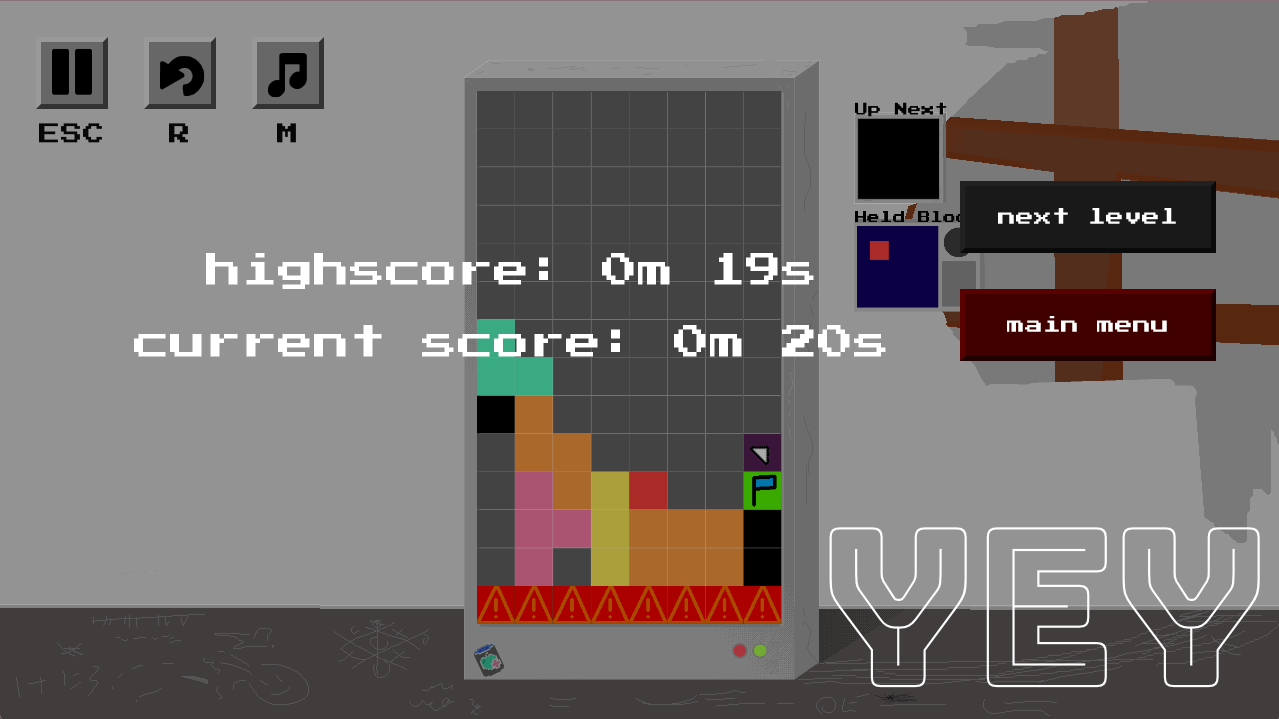 ESC R M
Up Next
Held Bloc
next level
highscore: 0m 19s
main menu
current score: 0m 20s
YEY